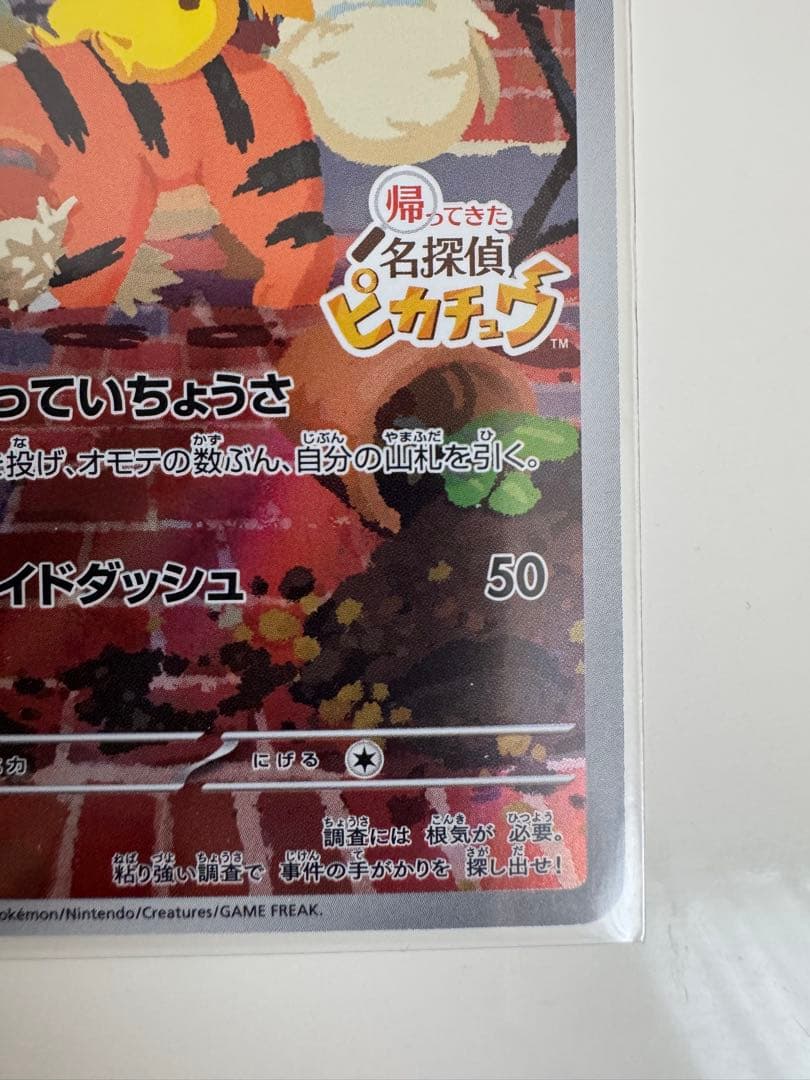 帰ってきた
名探偵
ピカチュウ
TM
っていちょうさ
投げ、オモテの数ぶん、自分の山札を引く。
イドダッシュ 50
カ にげる
調査には 根気が 必要。
粘り強い調査で 事件の手がかりを 探し出せ!
okémon/Nintendo/Creatures/GAME FREAK.